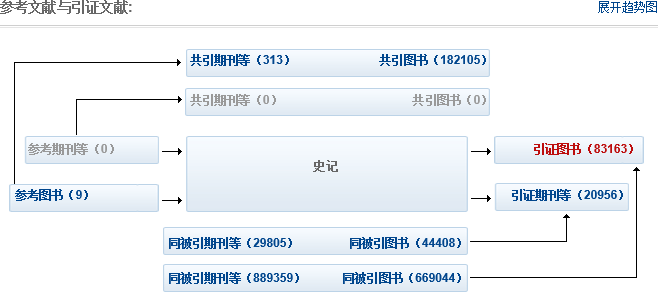 参考文献与引证文献: 展开趋势图
共引期刊等（313） 共引图书（182105）
共引期刊等（0） 共引图书（0）
参考期刊等（0） 史记 引证图书（83163）
参考图书（9） 引证期刊等（20956）
同被引期刊等（29805） 同被引图书（44408）
同被引期刊等（889359） 同被引图书（669044）